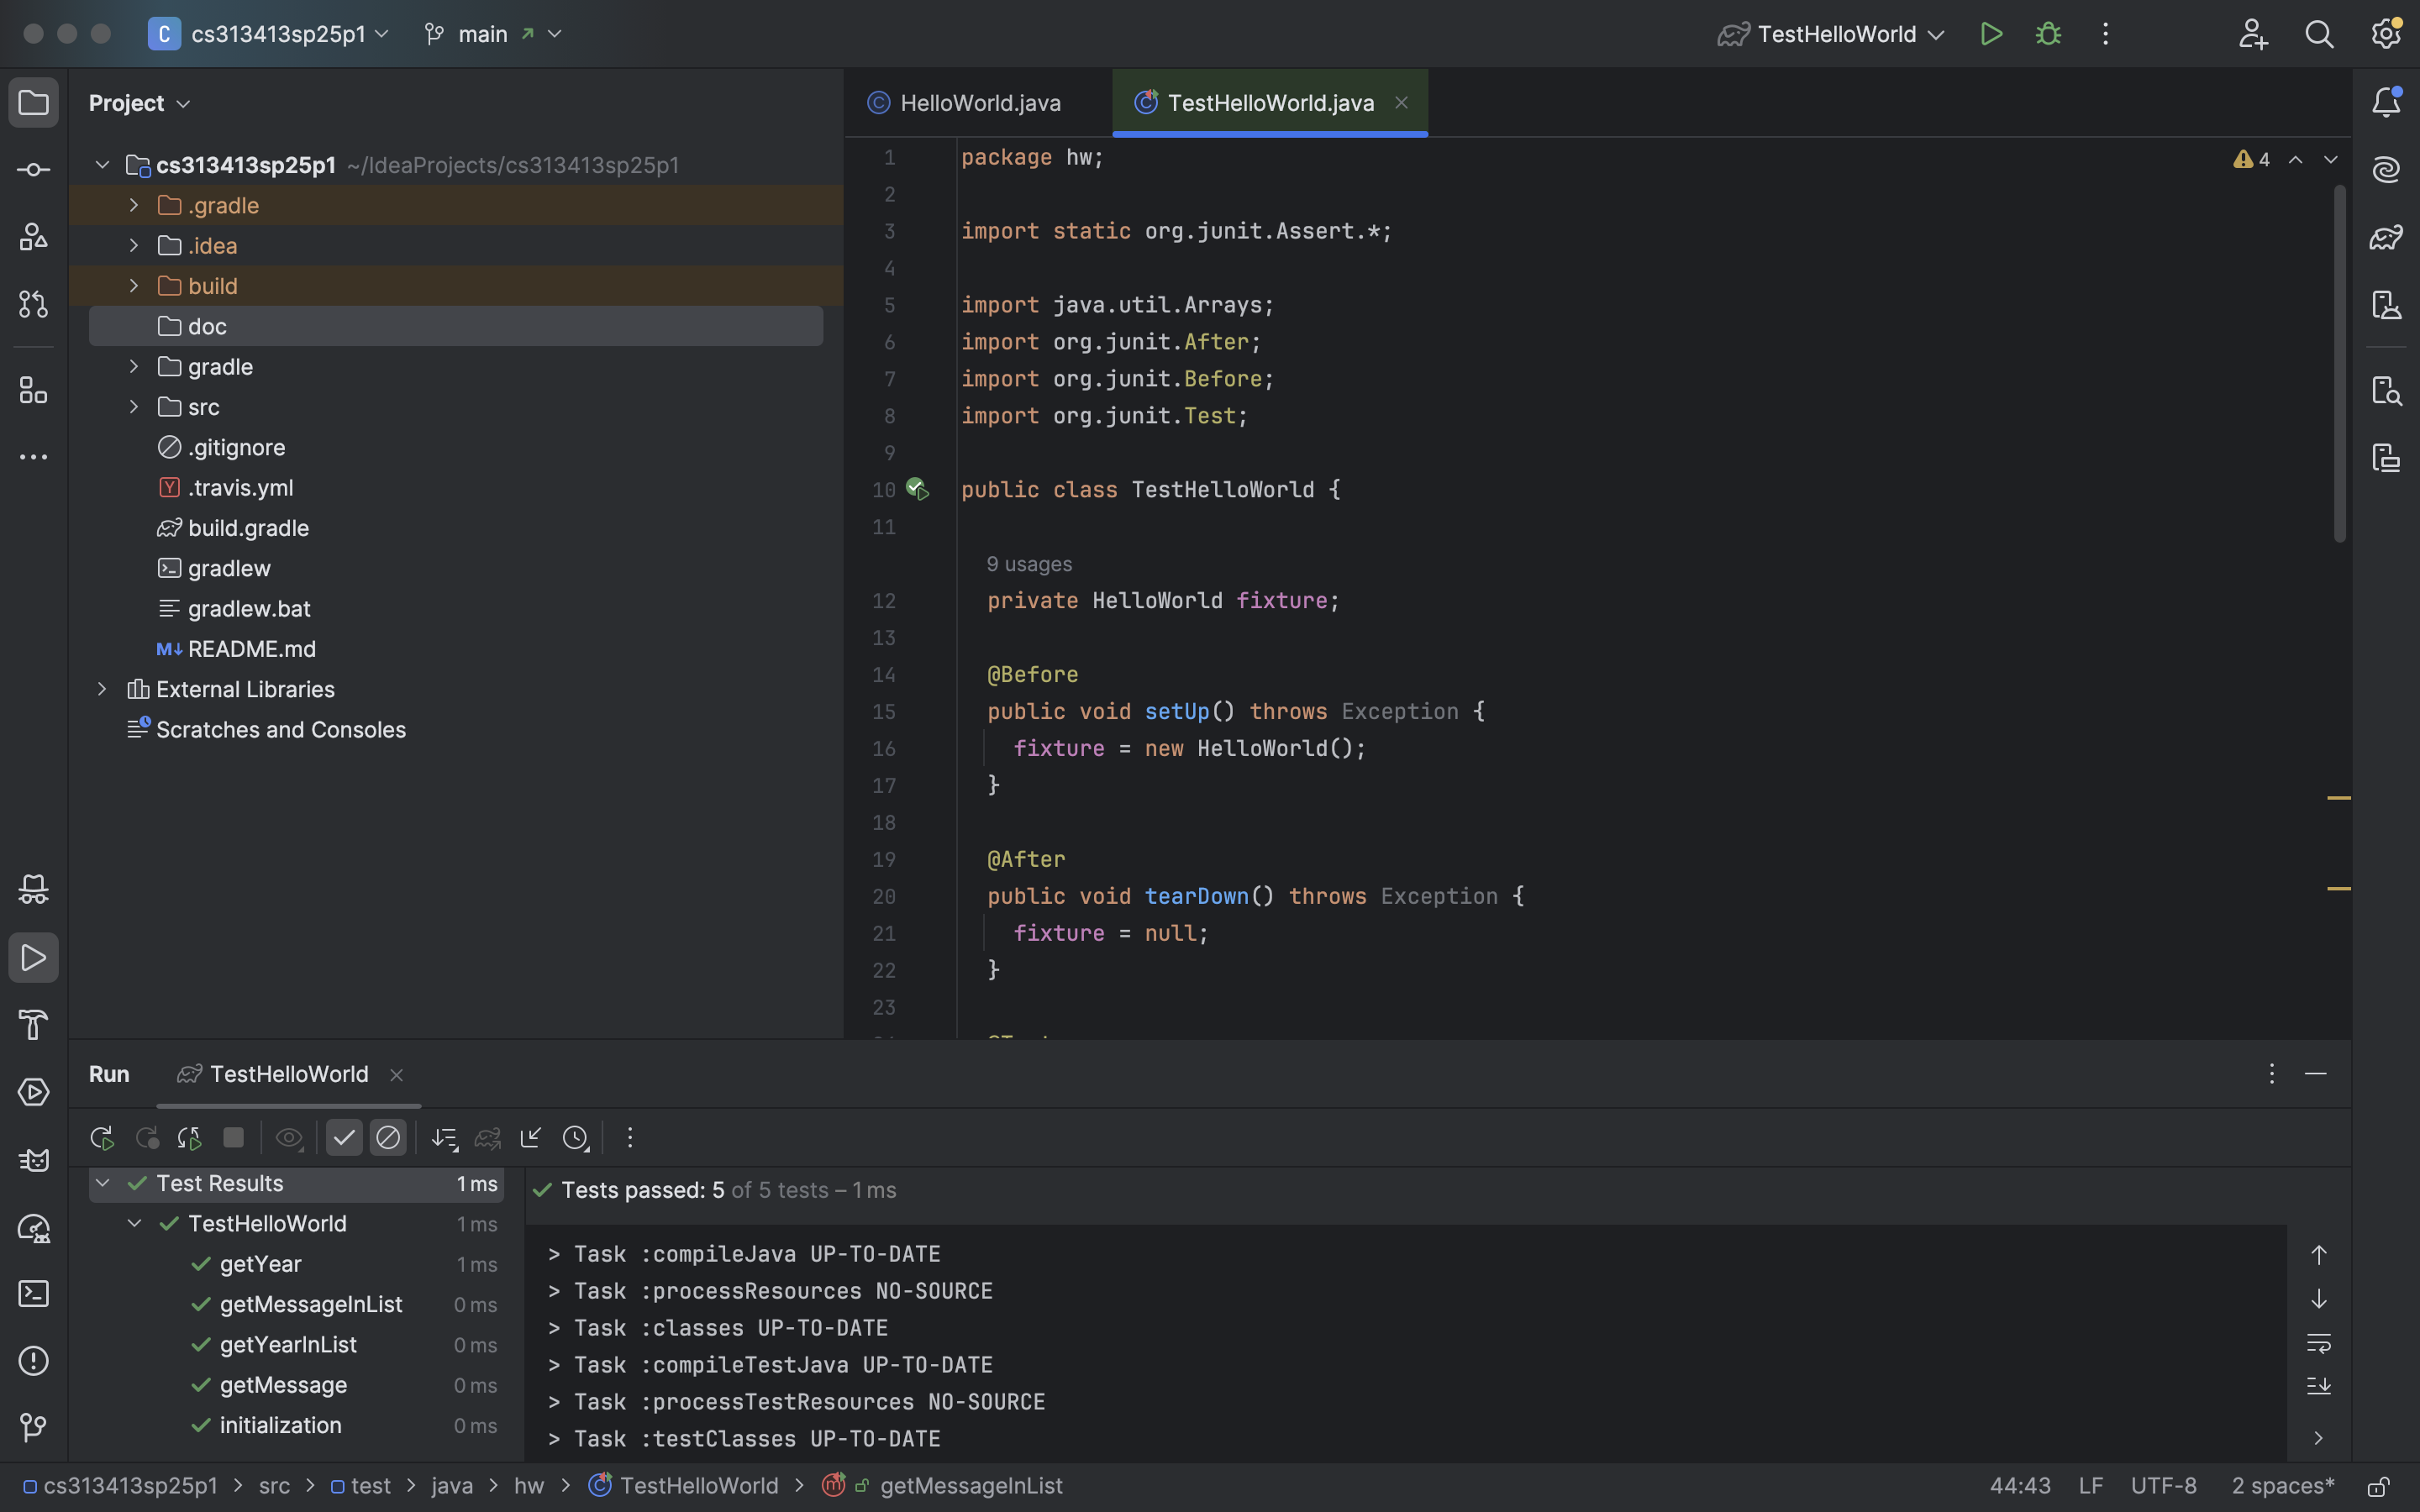 C cs313413sp25p1 main TestHelloWorld
Project
cs313413sp25p1 ~/IdeaProjects/cs313413sp25p1
.gradle
.idea
build
doc
gradle
src
.gitignore
Y .travis.yml
build.gradle
gradlew
gradlew.bat
M↓ README.md
External Libraries
Scratches and Consoles
HelloWorld.java TestHelloWorld.java
4
1 package hw;
2
3 import static org.junit.Assert.*;
4
5 import java.util.Arrays;
6 import org.junit.After;
7 import org.junit.Before;
8 import org.junit.Test;
9
10 public class TestHelloWorld {
11
9 usages
12 private HelloWorld fixture;
13
14 @Before
15 public void setUp() throws Exception {
16 fixture = new HelloWorld();
17 }
18
19 @After
20 public void tearDown() throws Exception {
21 fixture = null;
22 }
23
Run TestHelloWorld
Test Results 1 ms
TestHelloWorld 1 ms
getYear 1 ms
getMessageInList 0 ms
getYearInList 0 ms
getMessage 0 ms
initialization 0 ms
Tests passed: 5 of 5 tests – 1 ms
> Task :compileJava UP-TO-DATE
> Task :processResources NO-SOURCE
> Task :classes UP-TO-DATE
> Task :compileTestJava UP-TO-DATE
> Task :processTestResources NO-SOURCE
> Task :testClasses UP-TO-DATE
cs313413sp25p1 > src > test > java > hw > TestHelloWorld > m getMessageInList 44:43 LF UTF-8 2 spaces*